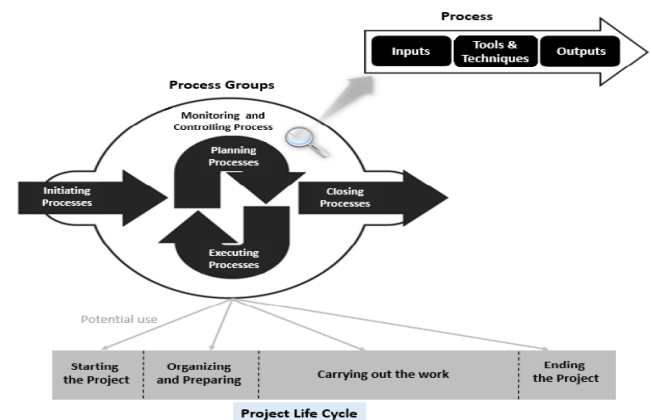 Process
Inputs
Tools &
Techniques
Outputs
Process Groups
Monitoring and
Controlling Process
Planning
Processes
Initiating
Processes
Closing
Processes
Executing
Processes
Potential use
Starting
the Project
Organizing
and Preparing
Carrying out the work
Ending
the Project
Project Life Cycle